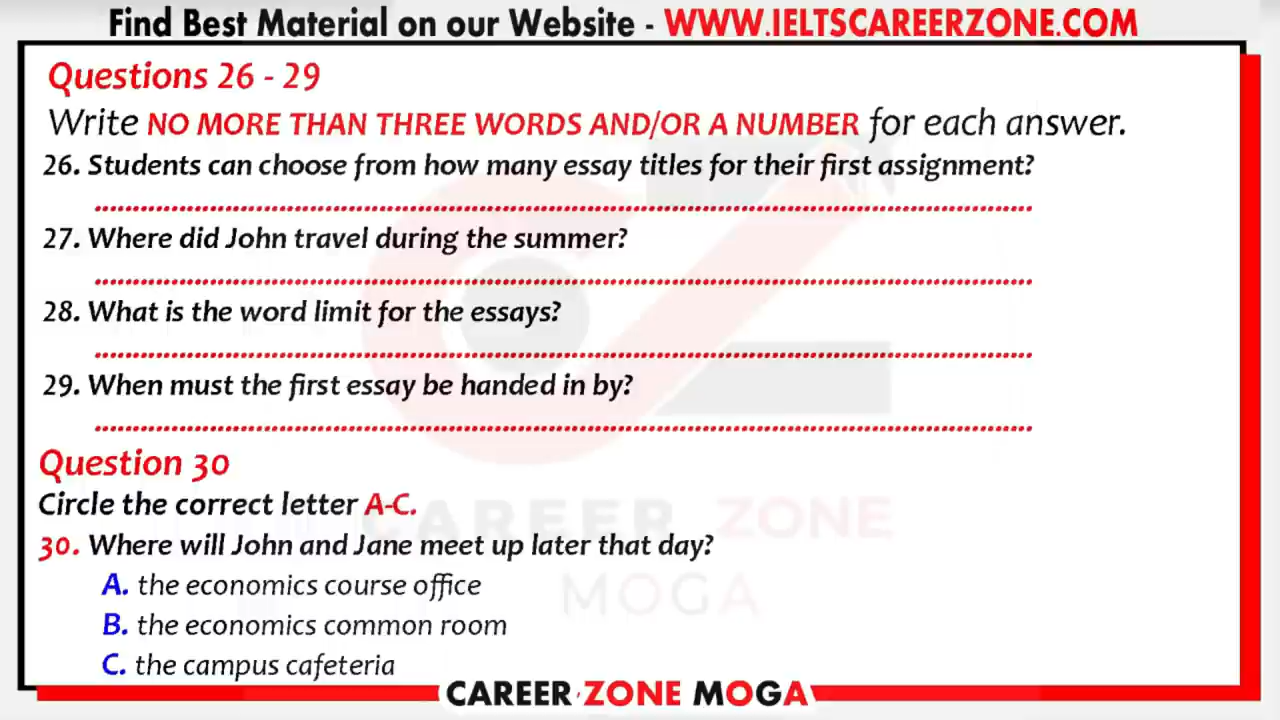 Find Best Material on our Website - WWW.IELTSCAREERZONE.COM
Questions 26 - 29
Write NO MORE THAN THREE WORDS AND/OR A NUMBER for each answer.
26. Students can choose from how many essay titles for their first assignment?
................................................................................
27. Where did John travel during the summer?
................................................................................
28. What is the word limit for the essays?
................................................................................
29. When must the first essay be handed in by?
................................................................................
Question 30
Circle the correct letter A-C.
CAREER ZONE
30. Where will John and Jane meet up later that day?
A. the economics course office
MOGA
B. the economics common room
C. the campus cafeteria
CAREER ZONE MOGA